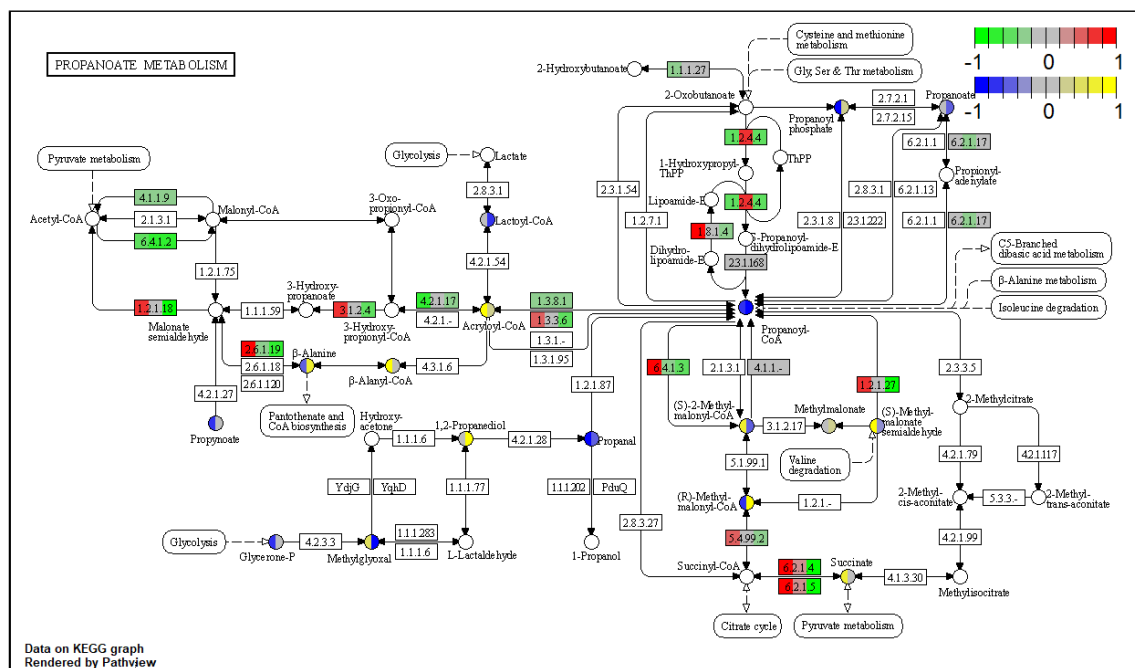 PROPANOATE METABOLISM
Cysteine and methionine
metabolism
Gly, Ser & Thr metabolism
-1 0 1
-1 0 1
2-Hydroxybutanoate
1.1.1.27
2-Oxobutanoate
Propanoyl
phosphate
2.7.2.1
2.7.2.15
Propanoate
1.2.4.4
ThPP
1-Hydroxypropyl-
ThPP
6.2.1.1
6.2.1.17
Propionyl-
adenylate
Pyruvate metabolism
Glycolysis
Lactate
2.8.3.1
2.3.1.54
1.2.7.1
Lipoamide-E
1.2.4.4
2.8.3.1
6.2.1.13
2.3.1.8
2.3.1.222
6.2.1.1
6.2.1.17
4.1.1.9
Acetyl-CoA
2.1.3.1
Malonyl-CoA
6.4.1.2
3-Oxo-
propionyl-CoA
Lactoyl-CoA
1.8.1.4
S-Propanoyl-
dihydrolipoamide-E
Dihydro-
lipoamide-E
2.3.1.168
C5-Branched
dibasic acid metabolism
β-Alanine metabolism
Isoleucine degradation
1.2.1.75
4.2.1.54
1.2.1.18
Malonate
semialdehyde
1.1.1.59
3-Hydroxy-
propanoate
3.1.2.4
3-Hydroxy-
propionyl-CoA
4.2.1.17
4.2.1.-
Acryloyl-CoA
1.3.8.1
1.3.3.6
1.3.1.-
1.3.1.95
Propanoyl-
CoA
2.6.1.19
2.6.1.18
2.6.1.120
β-Alanine
β-Alanyl-CoA
4.3.1.6
1.2.1.87
6.4.1.3
2.1.3.1
4.1.1.-
1.2.1.27
2.3.3.5
4.2.1.27
Propynoate
Pantothenate and
CoA biosynthesis
Hydroxy-
acetone
1.1.1.6
1,2-Propanediol
4.2.1.28
Propanal
(S)-2-Methyl-
malonyl-CoA
3.1.2.17
Methylmalonate
(S)-Methyl-
malonate
semialdehyde
2-Methylcitrate
Valine
degradation
5.1.99.1
4.2.1.79
4.2.1.117
YdjG
YqhD
1.1.1.77
1.1.1.202
PduQ
(R)-Methyl-
malonyl-CoA
1.2.1.-
2-Methyl-
cis-aconitate
5.3.3.-
2-Methyl-
trans-aconitate
2.8.3.27
Glycolysis
Glycerone-P
4.2.3.3
Methylglyoxal
1.1.1.283
1.1.1.6
L-Lactaldehyde
1-Propanol
5.4.99.2
4.2.1.99
Succinyl-CoA
6.2.1.4
6.2.1.5
Succinate
4.1.3.30
Methylisocitrate
Citrate cycle
Pyruvate metabolism
Data on KEGG graph
Rendered by Pathview